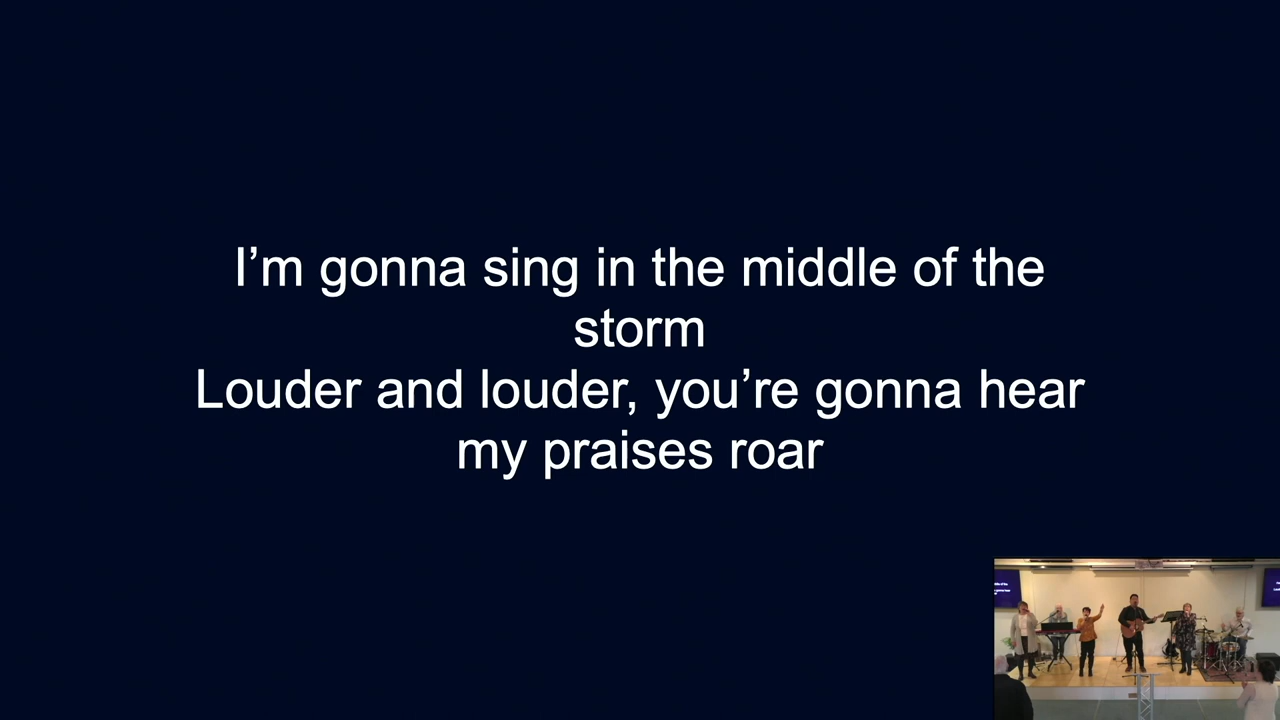 I’m gonna sing in the middle of the
storm
Louder and louder, you’re gonna hear
my praises roar